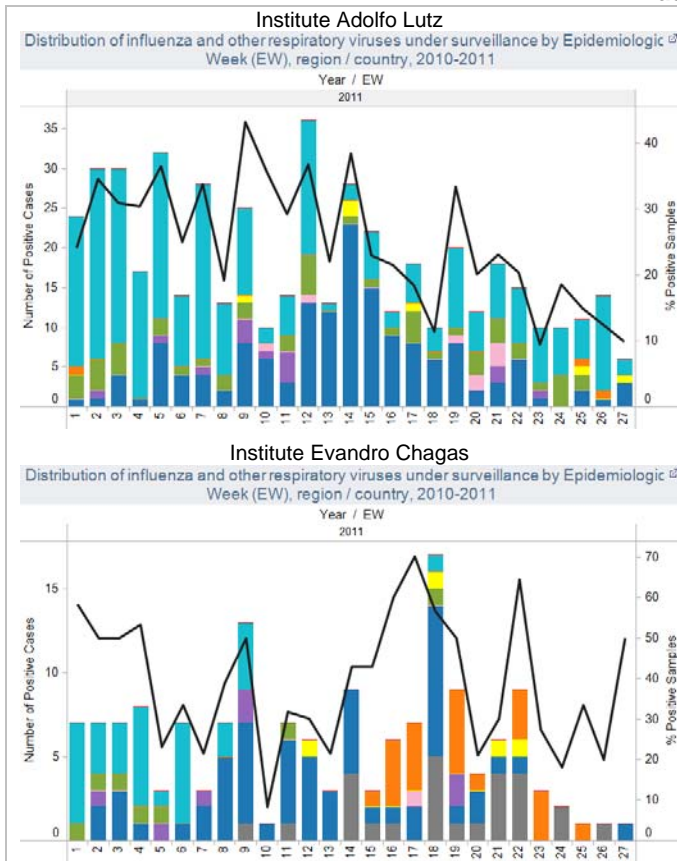 Institute Adolfo Lutz
Distribution of influenza and other respiratory viruses under surveillance by Epidemiologic
Week (EW), region / country, 2010-2011
Year / EW
2011
Number of Positive Cases
35
30
25
20
15
10
5
0
% Positive Samples
40
30
20
10
0
1 2 3 4 5 6 7 8 9 10 11 12 13 14 15 16 17 18 19 20 21 22 23 24 25 26 27
Institute Evandro Chagas
Distribution of influenza and other respiratory viruses under surveillance by Epidemiologic
Week (EW), region / country, 2010-2011
Year / EW
2011
Number of Positive Cases
15
10
5
0
% Positive Samples
70
60
50
40
30
20
10
0
1 2 3 4 5 6 7 8 9 10 11 12 13 14 15 16 17 18 19 20 21 22 23 24 25 26 27